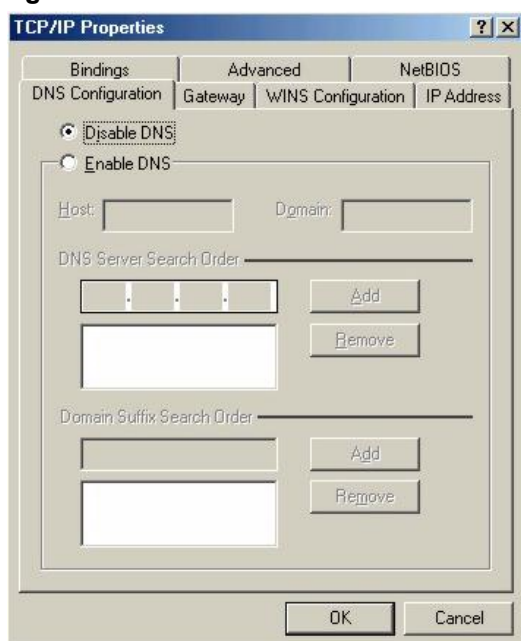 TCP/IP Properties
Bindings Advanced NetBIOS
DNS Configuration Gateway WINS Configuration IP Address
Disable DNS
Enable DNS
Host: Domain:
DNS Server Search Order
Add
Remove
Domain Suffix Search Order
Add
Remove
OK Cancel